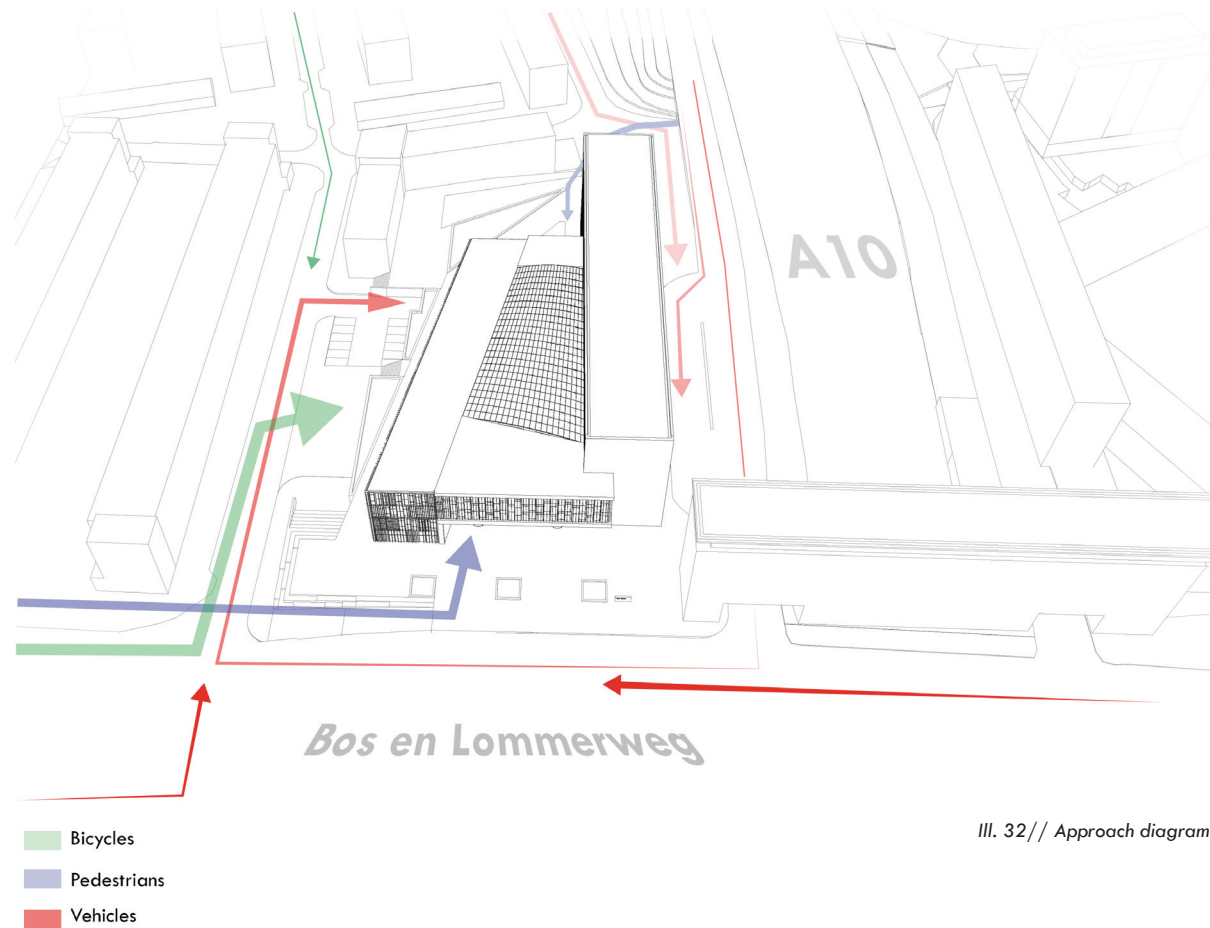 A10
Bos en Lommerweg
Ill. 32// Approach diagram
Bicycles
Pedestrians
Vehicles